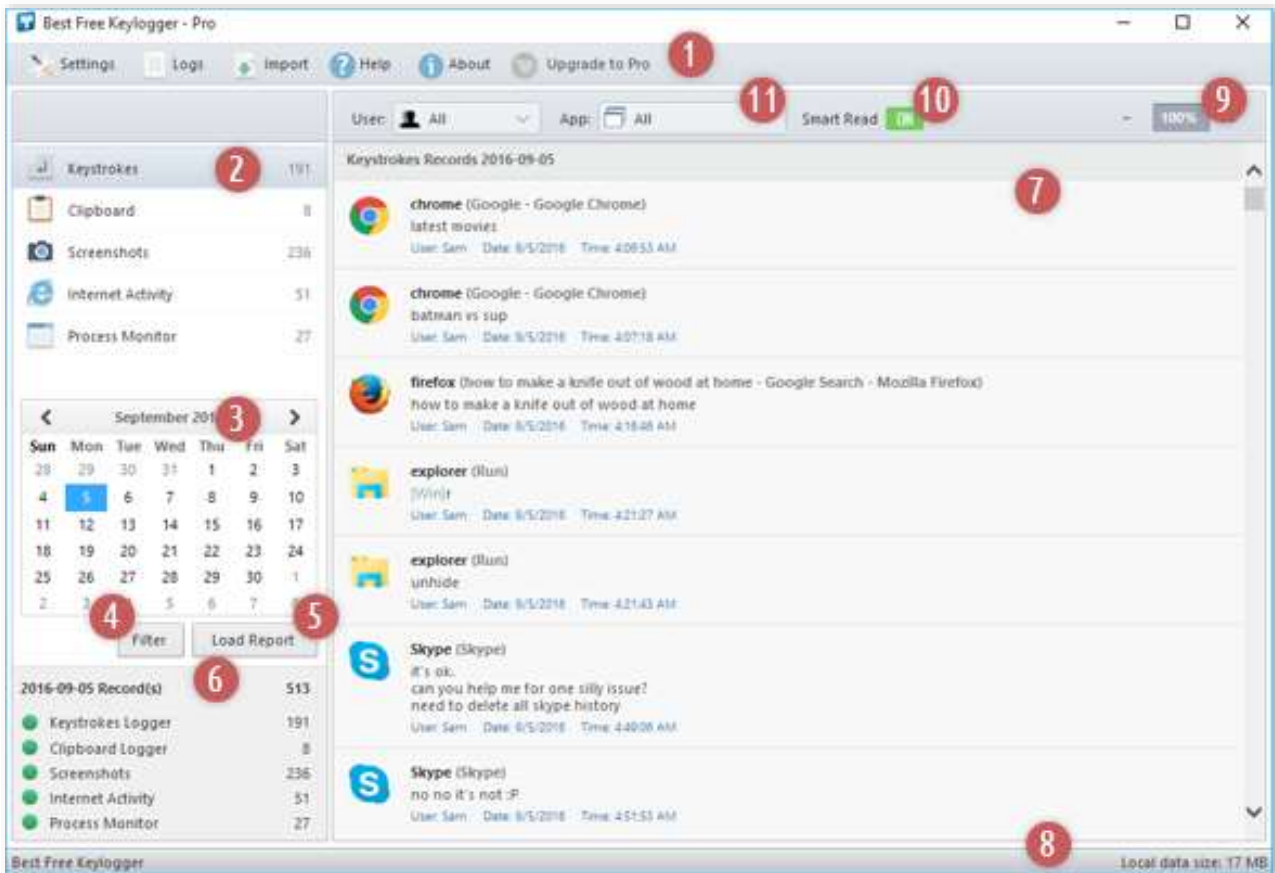 Best Free Keylogger - Pro
Settings Logs Import Help About Upgrade to Pro 1
User: All App: All 11 Smart Read 10 - 100% 9
Keystrokes 2 191
Clipboard 8
Screenshots 236
Internet Activity 51
Process Monitor 27
September 3
Sun Mon Tue Wed Thu Fri Sat
28 29 30 31 1 2 3
4 5 6 7 8 9 10
11 12 13 14 15 16 17
18 19 20 21 22 23 24
25 26 27 28 29 30 1
2 5 6 7
4 5
Filter Load Report
6
2016-09-05 Record(s) 513
Keystrokes Logger 191
Clipboard Logger 8
Screenshots 236
Internet Activity 51
Process Monitor 27
Keystrokes Records 2016-09-05
7
chrome (Google - Google Chrome)
latest movies
User: Sam Date: 9/5/2016 Time: 4:06:53 AM
chrome (Google - Google Chrome)
batman vs sup
User: Sam Date: 9/5/2016 Time: 4:07:18 AM
firefox (how to make a knife out of wood at home - Google Search - Mozilla Firefox)
how to make a knife out of wood at home
User: Sam Date: 9/5/2016 Time: 4:18:48 AM
explorer (Run)
[Win]r
User: Sam Date: 9/5/2016 Time: 4:21:27 AM
explorer (Run)
unhide
User: Sam Date: 9/5/2016 Time: 4:21:43 AM
Skype (Skype)
it's ok.
can you help me for one silly issue?
need to delete all skype history
User: Sam Date: 9/5/2016 Time: 4:49:08 AM
Skype (Skype)
no no it's not :P
User: Sam Date: 9/5/2016 Time: 4:51:53 AM
8
Best Free Keylogger Local data size: 17 MB